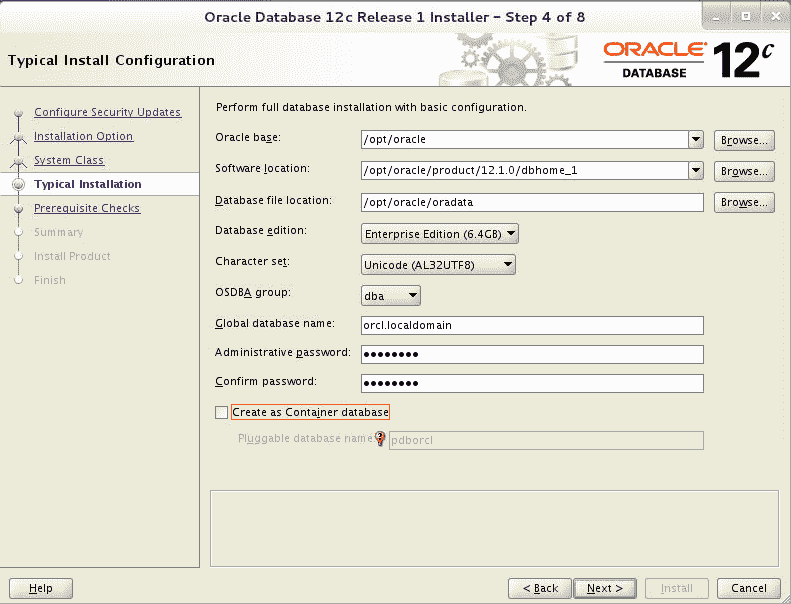 Oracle Database 12c Release 1 Installer – Step 4 of 8
Typical Install Configuration
ORACLE®
DATABASE
12c
Configure Security Updates
Installation Option
System Class
Typical Installation
Prerequisite Checks
Summary
Install Product
Finish
Perform full database installation with basic configuration.
Oracle base: /opt/oracle Browse...
Software location: /opt/oracle/product/12.1.0/dbhome_1 Browse...
Database file location: /opt/oracle/oradata Browse...
Database edition: Enterprise Edition (6.4GB)
Character set: Unicode (AL32UTF8)
OSDBA group: dba
Global database name: orcl.localdomain
Administrative password: ••••••••
Confirm password: ••••••••
Create as Container database
Pluggable database name: pdborcl
Help < Back Next > Install Cancel